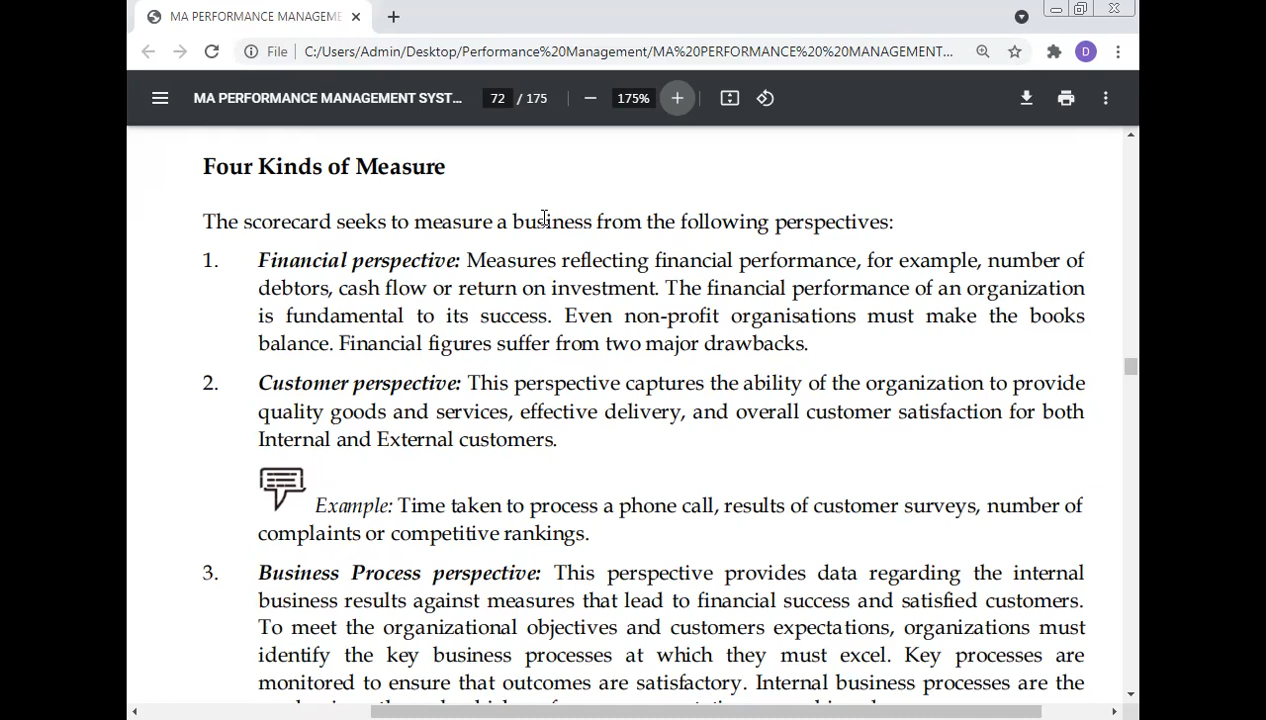 MA PERFORMANCE MANAGEME
File C:/Users/Admin/Desktop/Performance%20Management/MA%20PERFORMANCE%20%20MANAGEMENT... D
MA PERFORMANCE MANAGEMENT SYST... 72 / 175 175%
Four Kinds of Measure
The scorecard seeks to measure a business from the following perspectives:
1. Financial perspective: Measures reflecting financial performance, for example, number of
debtors, cash flow or return on investment. The financial performance of an organization
is fundamental to its success. Even non-profit organisations must make the books
balance. Financial figures suffer from two major drawbacks.
2. Customer perspective: This perspective captures the ability of the organization to provide
quality goods and services, effective delivery, and overall customer satisfaction for both
Internal and External customers.
Example: Time taken to process a phone call, results of customer surveys, number of
complaints or competitive rankings.
3. Business Process perspective: This perspective provides data regarding the internal
business results against measures that lead to financial success and satisfied customers.
To meet the organizational objectives and customers expectations, organizations must
identify the key business processes at which they must excel. Key processes are
monitored to ensure that outcomes are satisfactory. Internal business processes are the